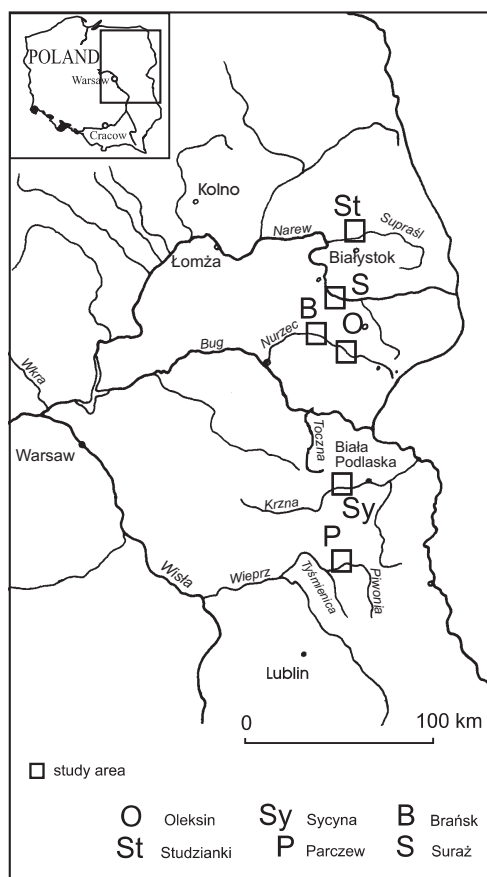 POLAND
Warsaw
Cracow
Kolno
St
Supraśl
Narew
Białystok
Łomża
S
B
O
Nurzec
Bug
Wkra
Toczna
Biała
Podlaska
Warsaw
Krzna
Sy
P
Wisła
Wieprz
Tyśmienica
Piwonia
Lublin
0 100 km
study area
O Oleksin Sy Sycyna B Brańsk
St Studzianki P Parczew S Suraż